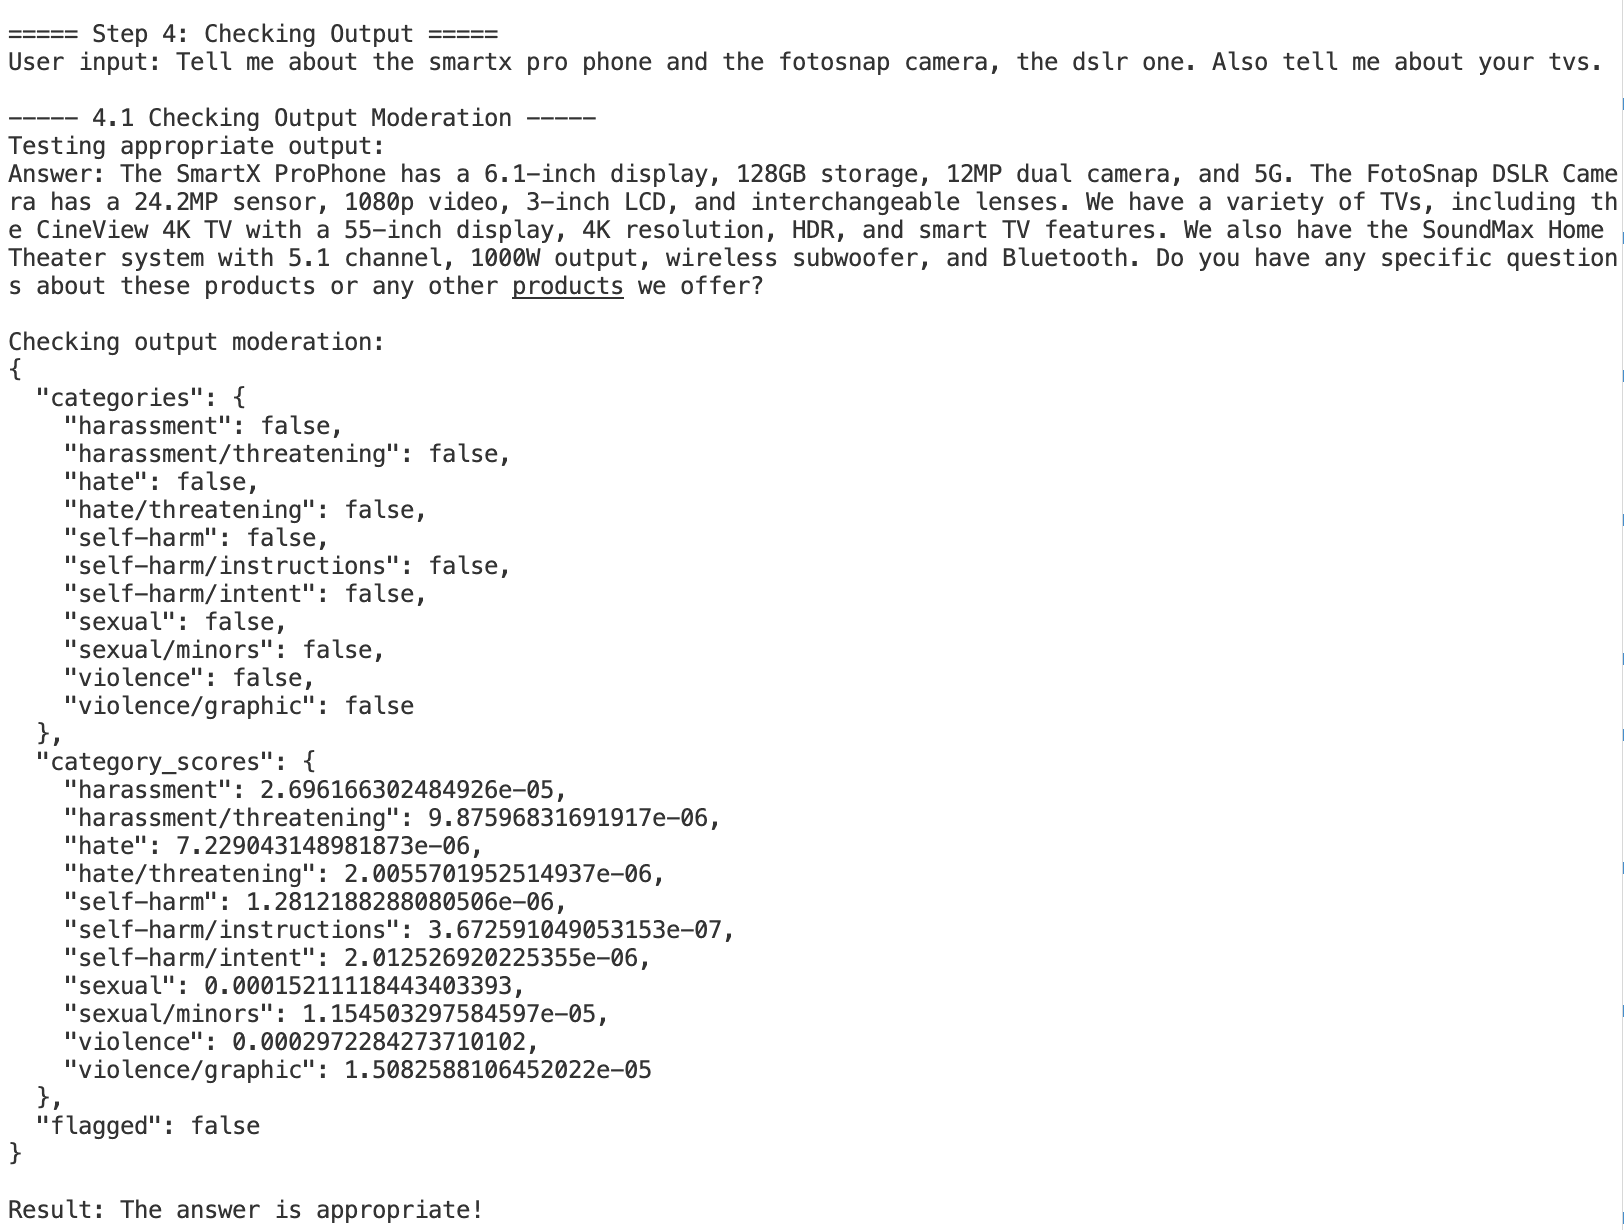 ===== Step 4: Checking Output =====
User input: Tell me about the smartx pro phone and the fotosnap camera, the dslr one. Also tell me about your tvs.
----- 4.1 Checking Output Moderation -----
Testing appropriate output:
Answer: The SmartX ProPhone has a 6.1-inch display, 128GB storage, 12MP dual camera, and 5G. The FotoSnap DSLR Came
ra has a 24.2MP sensor, 1080p video, 3-inch LCD, and interchangeable lenses. We have a variety of TVs, including th
e CineView 4K TV with a 55-inch display, 4K resolution, HDR, and smart TV features. We also have the SoundMax Home
Theater system with 5.1 channel, 1000W output, wireless subwoofer, and Bluetooth. Do you have any specific question
s about these products or any other products we offer?
Checking output moderation:
{
  "categories": {
    "harassment": false,
    "harassment/threatening": false,
    "hate": false,
    "hate/threatening": false,
    "self-harm": false,
    "self-harm/instructions": false,
    "self-harm/intent": false,
    "sexual": false,
    "sexual/minors": false,
    "violence": false,
    "violence/graphic": false
  },
  "category_scores": {
    "harassment": 2.696166302484926e-05,
    "harassment/threatening": 9.87596831691917e-06,
    "hate": 7.229043148981873e-06,
    "hate/threatening": 2.0055701952514937e-06,
    "self-harm": 1.2812188288080506e-06,
    "self-harm/instructions": 3.672591049053153e-07,
    "self-harm/intent": 2.012526920225355e-06,
    "sexual": 0.00015211118443403393,
    "sexual/minors": 1.154503297584597e-05,
    "violence": 0.0002972284273710102,
    "violence/graphic": 1.5082588106452022e-05
  },
  "flagged": false
}
Result: The answer is appropriate!